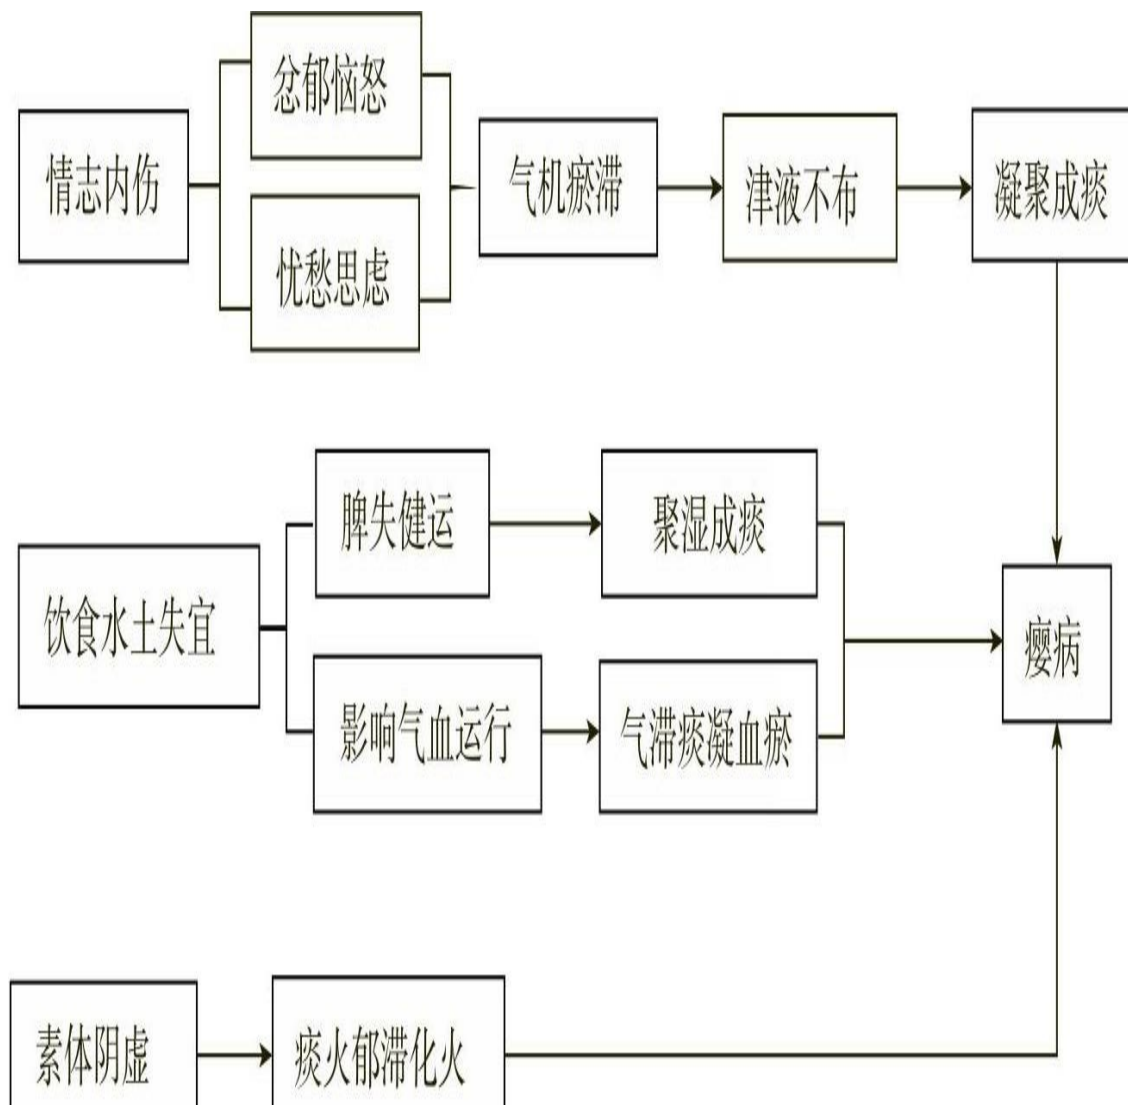 情志内伤
忿郁恼怒
忧愁思虑
气机瘀滞
津液不布
凝聚成痰
饮食水土失宜
脾失健运
聚湿成痰
影响气血运行
气滞痰凝血瘀
瘿病
素体阴虚
痰火郁滞化火